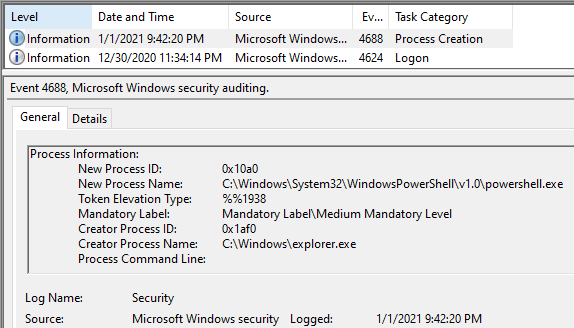 Level Date and Time Source Ev... Task Category
Information 1/1/2021 9:42:20 PM Microsoft Windows... 4688 Process Creation
Information 12/30/2020 11:34:14 PM Microsoft Windows... 4624 Logon
Event 4688, Microsoft Windows security auditing.
General Details
Process Information:
New Process ID: 0x10a0
New Process Name: C:\Windows\System32\WindowsPowerShell\v1.0\powershell.exe
Token Elevation Type: %%1938
Mandatory Label: Mandatory Label\Medium Mandatory Level
Creator Process ID: 0x1af0
Creator Process Name: C:\Windows\explorer.exe
Process Command Line:
Log Name: Security
Source: Microsoft Windows security Logged: 1/1/2021 9:42:20 PM